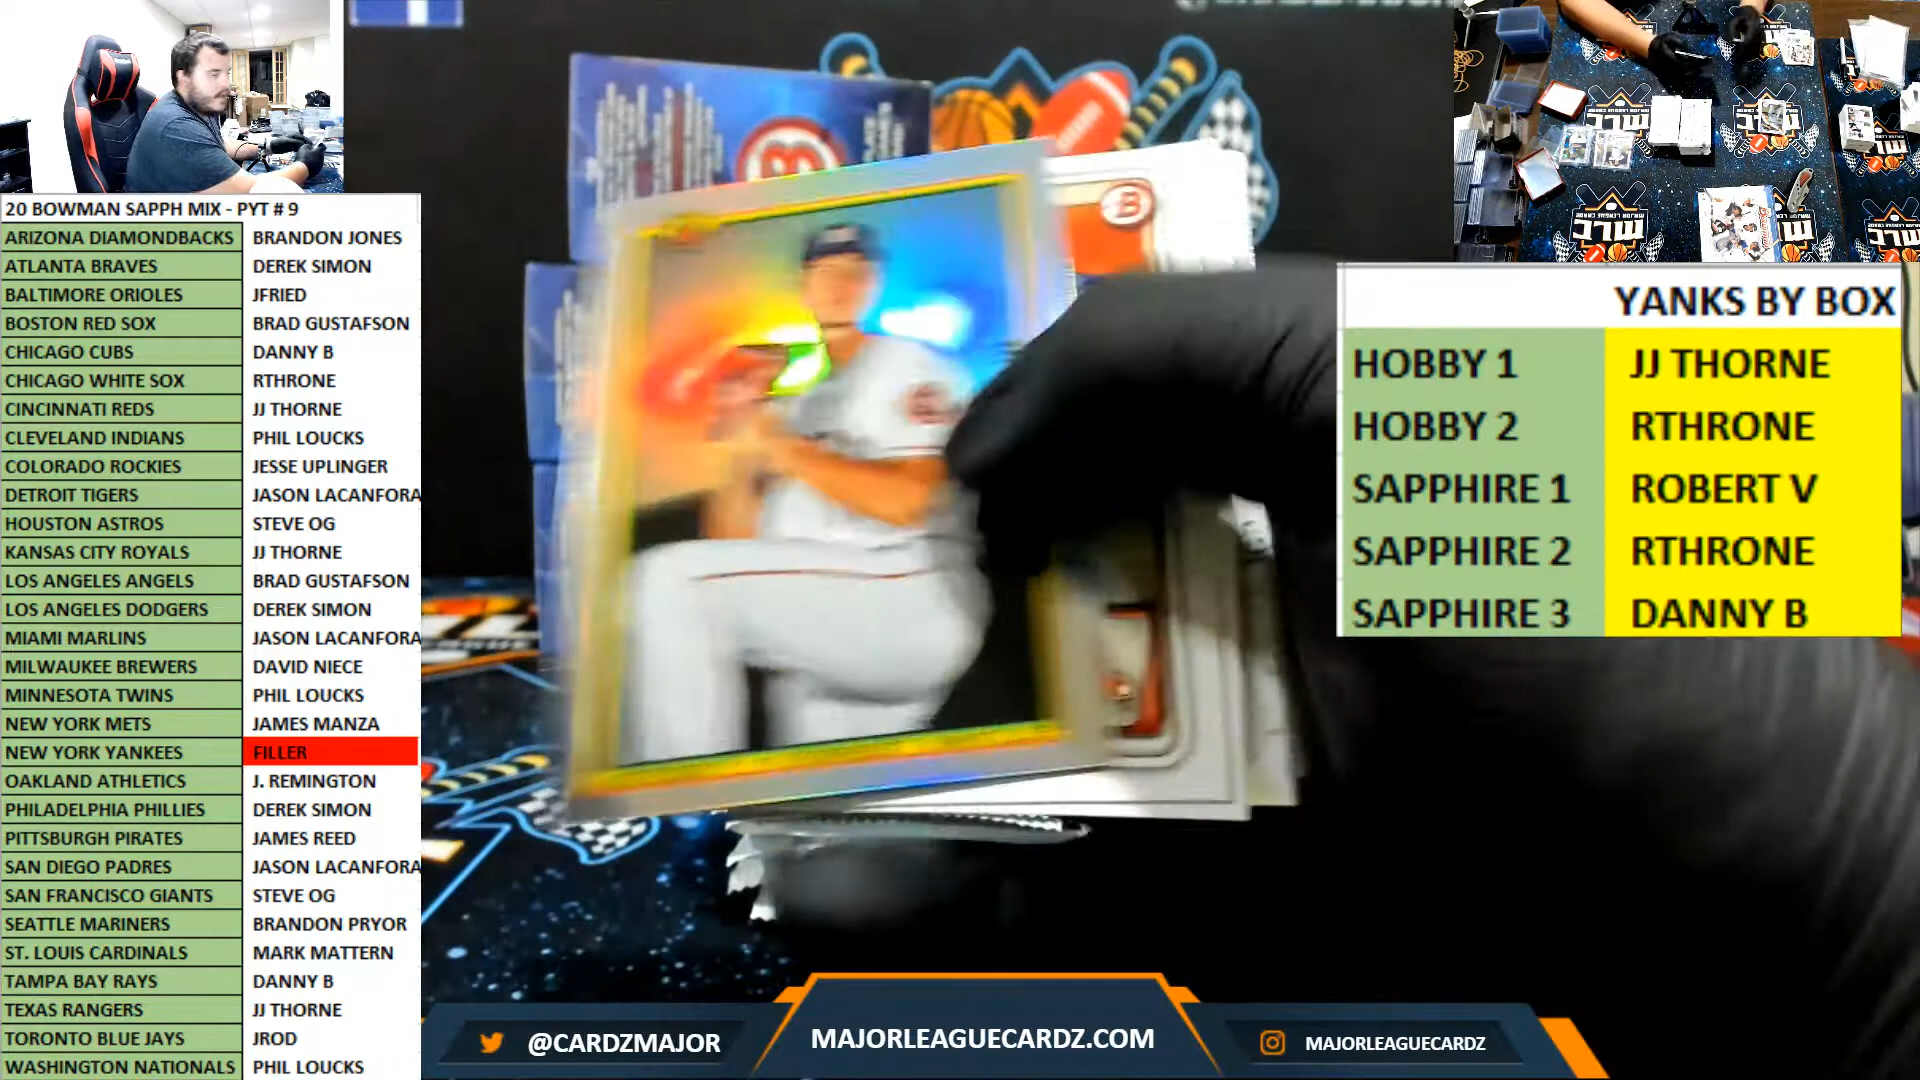 20 BOWMAN SAPPH MIX - PYT # 9
ARIZONA DIAMONDBACKS BRANDON JONES
ATLANTA BRAVES DEREK SIMON
BALTIMORE ORIOLES JFRIED
BOSTON RED SOX BRAD GUSTAFSON
CHICAGO CUBS DANNY B
CHICAGO WHITE SOX RTHRONE
CINCINNATI REDS JJ THORNE
CLEVELAND INDIANS PHIL LOUCKS
COLORADO ROCKIES JESSE UPLINGER
DETROIT TIGERS JASON LACANFORA
HOUSTON ASTROS STEVE OG
KANSAS CITY ROYALS JJ THORNE
LOS ANGELES ANGELS BRAD GUSTAFSON
LOS ANGELES DODGERS DEREK SIMON
MIAMI MARLINS JASON LACANFORA
MILWAUKEE BREWERS DAVID NIECE
MINNESOTA TWINS PHIL LOUCKS
NEW YORK METS JAMES MANZA
NEW YORK YANKEES FILLER
OAKLAND ATHLETICS J. REMINGTON
PHILADELPHIA PHILLIES DEREK SIMON
PITTSBURGH PIRATES JAMES REED
SAN DIEGO PADRES JASON LACANFORA
SAN FRANCISCO GIANTS STEVE OG
SEATTLE MARINERS BRANDON PRYOR
ST. LOUIS CARDINALS MARK MATTERN
TAMPA BAY RAYS DANNY B
TEXAS RANGERS JJ THORNE
TORONTO BLUE JAYS JROD
WASHINGTON NATIONALS PHIL LOUCKS
YANKS BY BOX
HOBBY 1 JJ THORNE
HOBBY 2 RTHRONE
SAPPHIRE 1 ROBERT V
SAPPHIRE 2 RTHRONE
SAPPHIRE 3 DANNY B
B
B
MLC
MLC
MLC
@CARDZMAJOR
MAJORLEAGUECARDZ.COM
MAJORLEAGUECARDZ